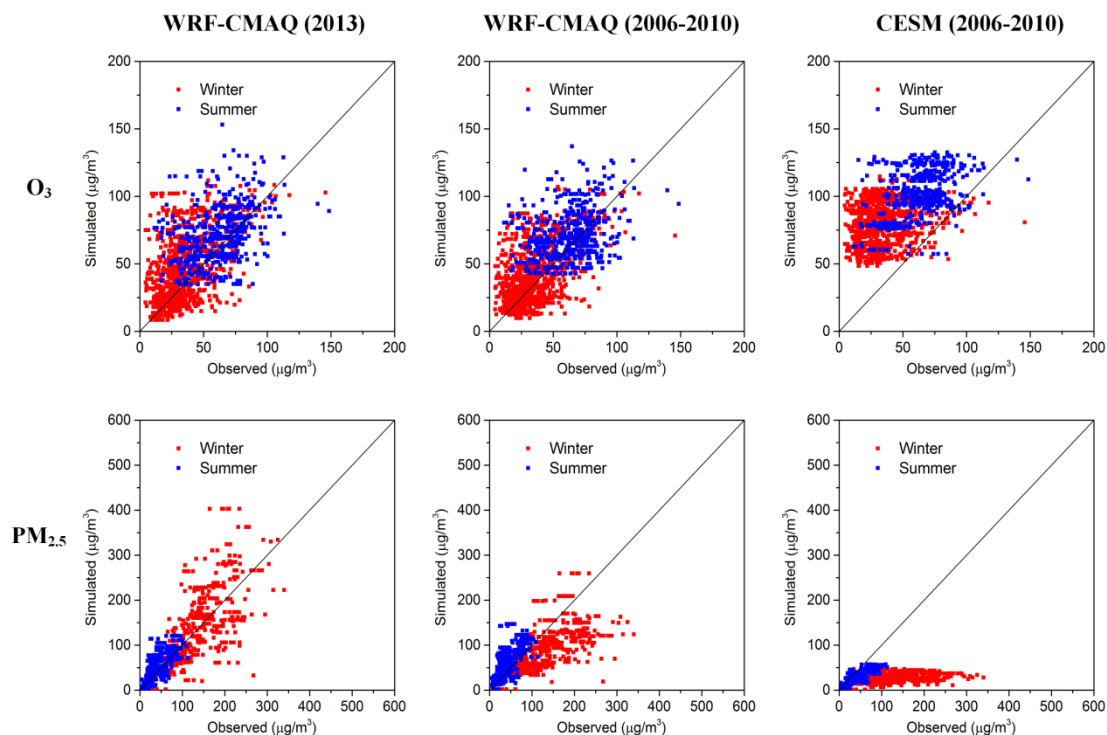 WRF-CMAQ (2013) WRF-CMAQ (2006-2010) CESM (2006-2010)
O₃
200
150
100
50
0
Simulated (μg/m³)
Winter
Summer
0 50 100 150 200
Observed (μg/m³)
200
150
100
50
0
Simulated (μg/m³)
Winter
Summer
0 50 100 150 200
Observed (μg/m³)
200
150
100
50
0
Simulated (μg/m³)
Winter
Summer
0 50 100 150 200
Observed (μg/m³)
PM₂.₅
600
500
400
300
200
100
0
Simulated (μg/m³)
Winter
Summer
0 100 200 300 400 500 600
Observed (μg/m³)
600
500
400
300
200
100
0
Simulated (μg/m³)
Winter
Summer
0 100 200 300 400 500 600
Observed (μg/m³)
600
500
400
300
200
100
0
Simulated (μg/m³)
Winter
Summer
0 100 200 300 400 500 600
Observed (μg/m³)